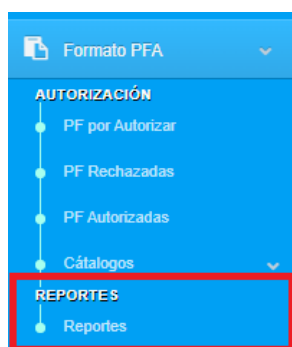 Formato PFA
AUTORIZACIÓN
PF por Autorizar
PF Rechazadas
PF Autorizadas
Cátalogos
REPORTES
Reportes